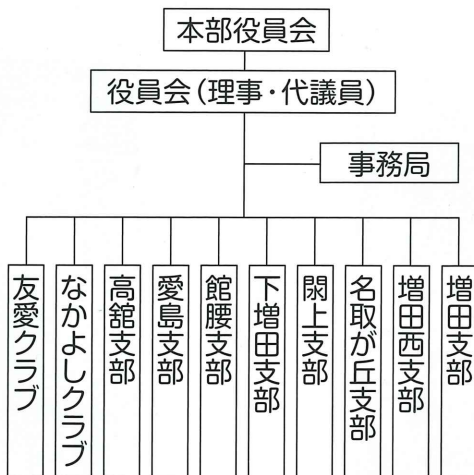 本部役員会
役員会(理事・代議員)
事務局
増田支部
増田西支部
名取が丘支部
閖上支部
下増田支部
館腰支部
愛島支部
高舘支部
なかよしクラブ
友愛クラブ